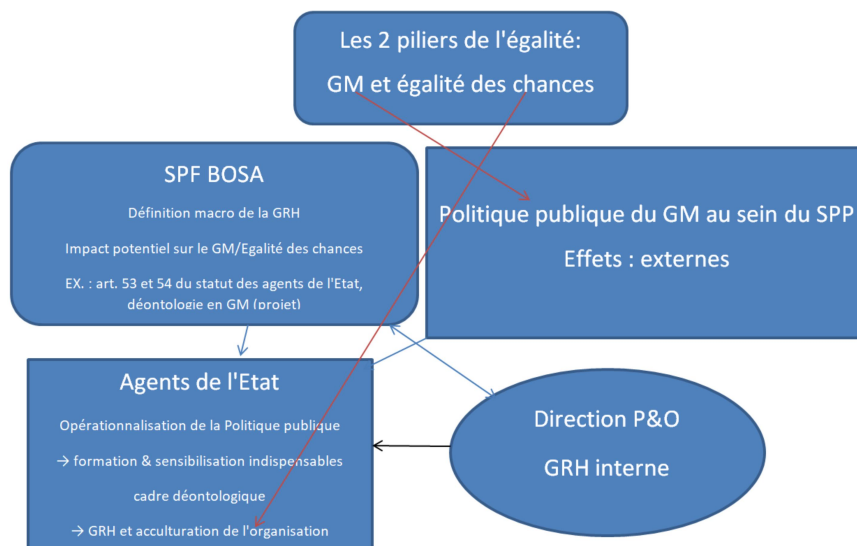 Les 2 piliers de l'égalité:
GM et égalité des chances
SPF BOSA
Définition macro de la GRH
Impact potentiel sur le GM/Egalité des chances
EX. : art. 53 et 54 du statut des agents de l'Etat,
déontologie en GM (projet)
Politique publique du GM au sein du SPP
Effets : externes
Agents de l'Etat
Opérationnalisation de la Politique publique
→ formation & sensibilisation indispensables
cadre déontologique
→ GRH et acculturation de l'organisation
Direction P&O
GRH interne